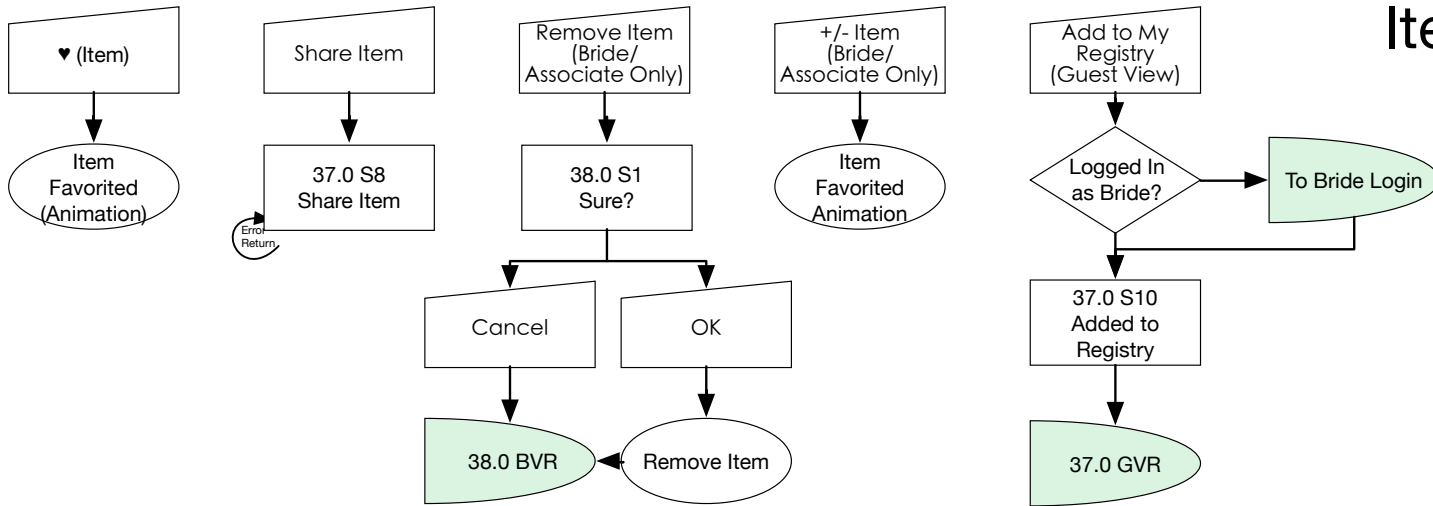 ♥ (Item)
Item
Favorited
(Animation)
Share Item
37.0 S8
Share Item
Error
Return
Remove Item
(Bride/
Associate Only)
38.0 S1
Sure?
Cancel
OK
38.0 BVR
Remove Item
+/- Item
(Bride/
Associate Only)
Item
Favorited
Animation
Add to My
Registry
(Guest View)
Logged In
as Bride?
To Bride Login
37.0 S10
Added to
Registry
37.0 GVR